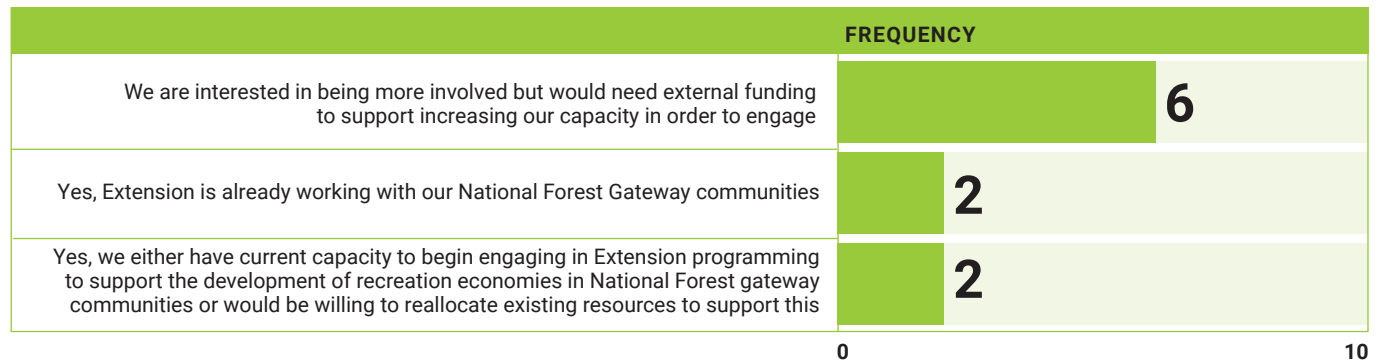 FREQUENCY
We are interested in being more involved but would need external funding
to support increasing our capacity in order to engage
6
Yes, Extension is already working with our National Forest Gateway communities
2
Yes, we either have current capacity to begin engaging in Extension programming
to support the development of recreation economies in National Forest gateway
communities or would be willing to reallocate existing resources to support this
2
0
10